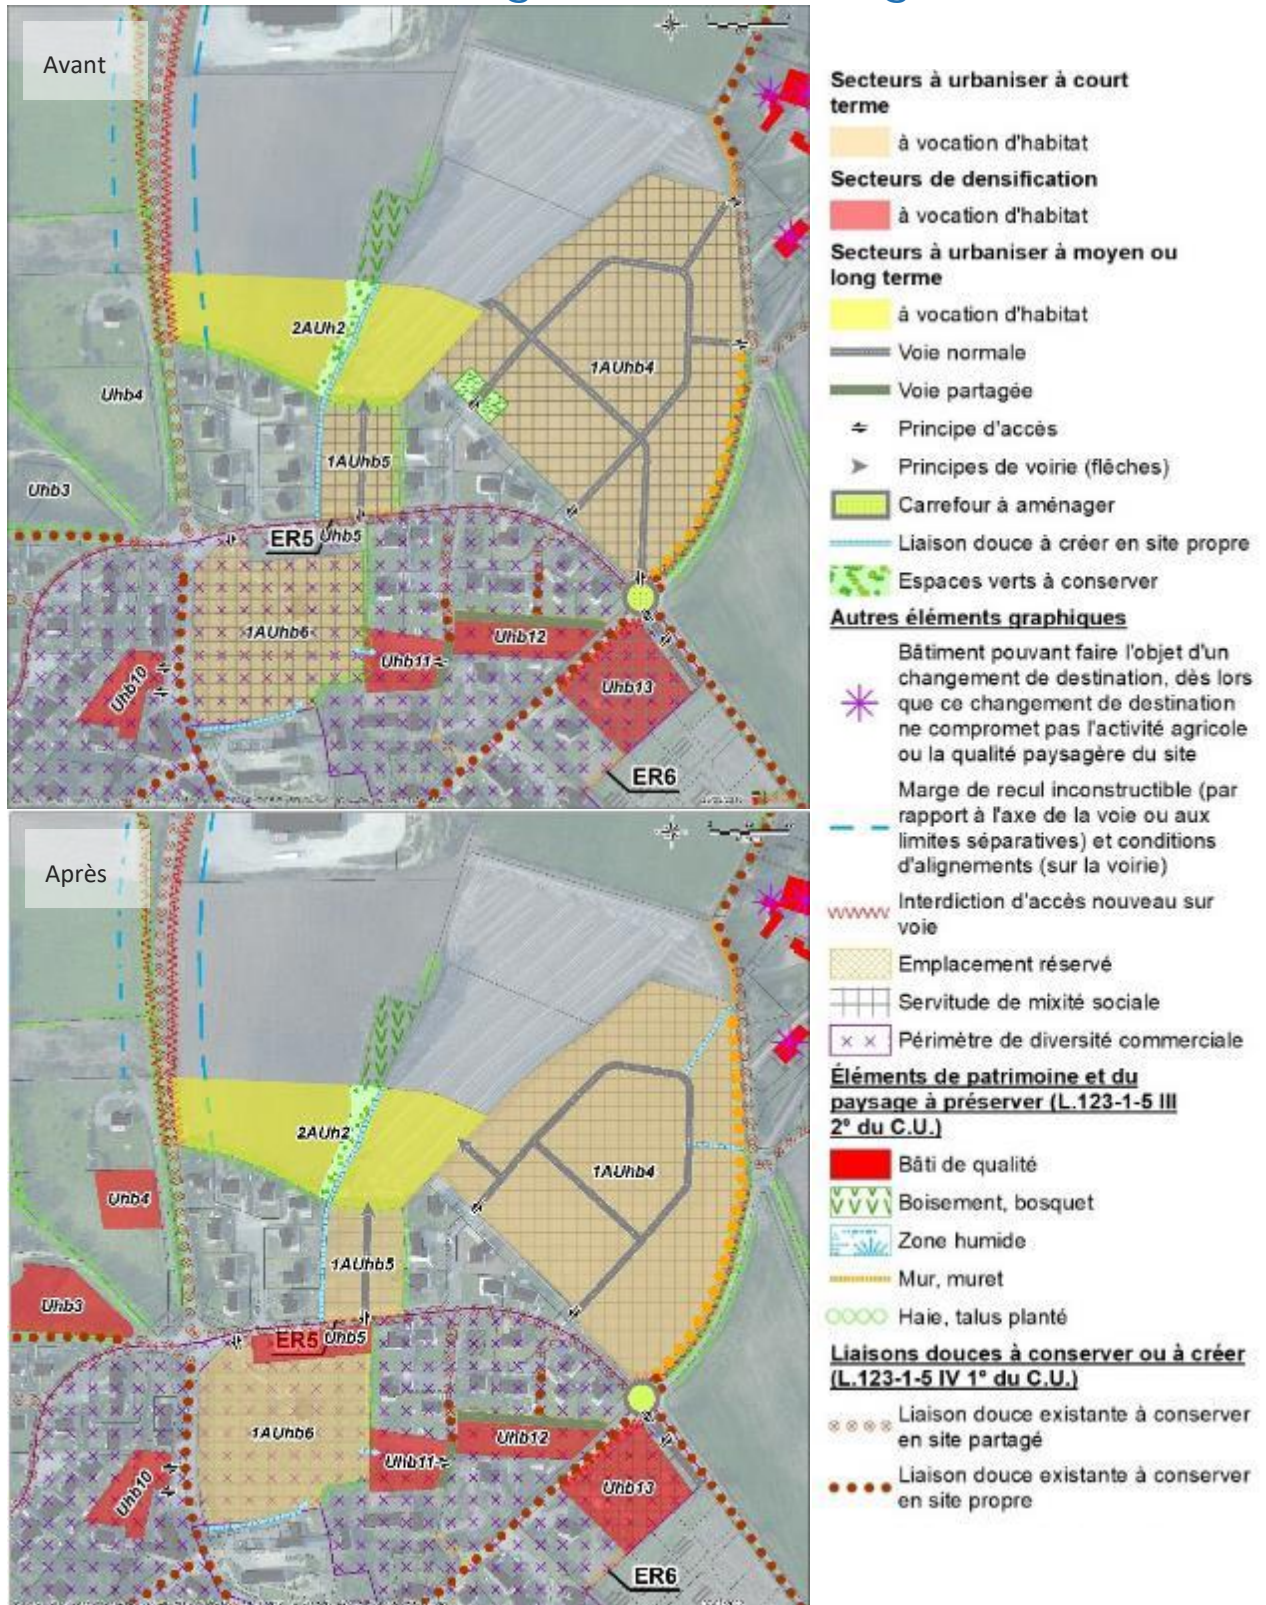 Avant
2AUh2
1AUhb4
Uhb4
1AUhb5
Uhb3
ER5
Uhb5
1AUhb6
Uhb12
Uhb11
Uhb10
Uhb13
ER6
Après
2AUh2
1AUhb4
Uhb4
1AUhb5
Uhb3
ER5
Uhb5
1AUhb6
Uhb12
Uhb11
Uhb10
Uhb13
ER6
Secteurs à urbaniser à court
terme
à vocation d'habitat
Secteurs de densification
à vocation d'habitat
Secteurs à urbaniser à moyen ou
long terme
à vocation d'habitat
Voie normale
Voie partagée
Principe d'accès
Principes de voirie (flêches)
Carrefour à aménager
Liaison douce à créer en site propre
Espaces verts à conserver
Autres éléments graphiques
Bâtiment pouvant faire l'objet d'un
changement de destination, dès lors
que ce changement de destination
ne compromet pas l'activité agricole
ou la qualité paysagère du site
Marge de recul inconstructible (par
rapport à l'axe de la voie ou aux
limites séparatives) et conditions
d'alignements (sur la voirie)
Interdiction d'accès nouveau sur
voie
Emplacement réservé
Servitude de mixité sociale
Périmètre de diversité commerciale
Éléments de patrimoine et du
paysage à préserver (L.123-1-5 III
2° du C.U.)
Bâti de qualité
Boisement, bosquet
Zone humide
Mur, muret
Haie, talus planté
Liaisons douces à conserver ou à créer
(L.123-1-5 IV 1° du C.U.)
Liaison douce existante à conserver
en site partagé
Liaison douce existante à conserver
en site propre